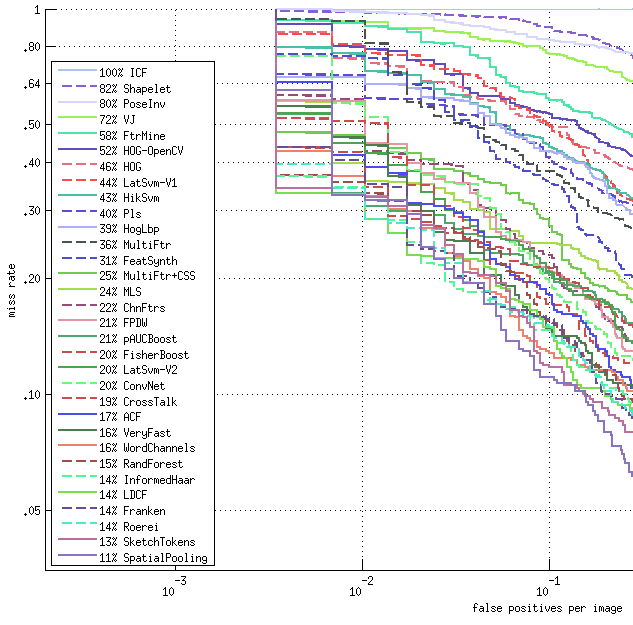 1
.80
.64
.50
.40
.30
.20
.10
.05
miss rate
100% ICF
82% Shapelet
80% PoseInv
72% VJ
58% FtrMine
52% HOG-OpenCV
46% HOG
44% LatSvm-V1
43% HikSvm
40% Pls
39% HogLbp
36% MultiFtr
31% FeatSynth
25% MultiFtr+CSS
24% MLS
22% ChnFtrs
21% FPDW
21% pAUCBoost
20% FisherBoost
20% LatSvm-V2
20% ConvNet
19% CrossTalk
17% ACF
16% VeryFast
16% WordChannels
15% RandForest
14% InformedHaar
14% LDCF
14% Franken
14% Roerei
13% SketchTokens
11% SpatialPooling
10^-3 10^-2 10^-1
false positives per image